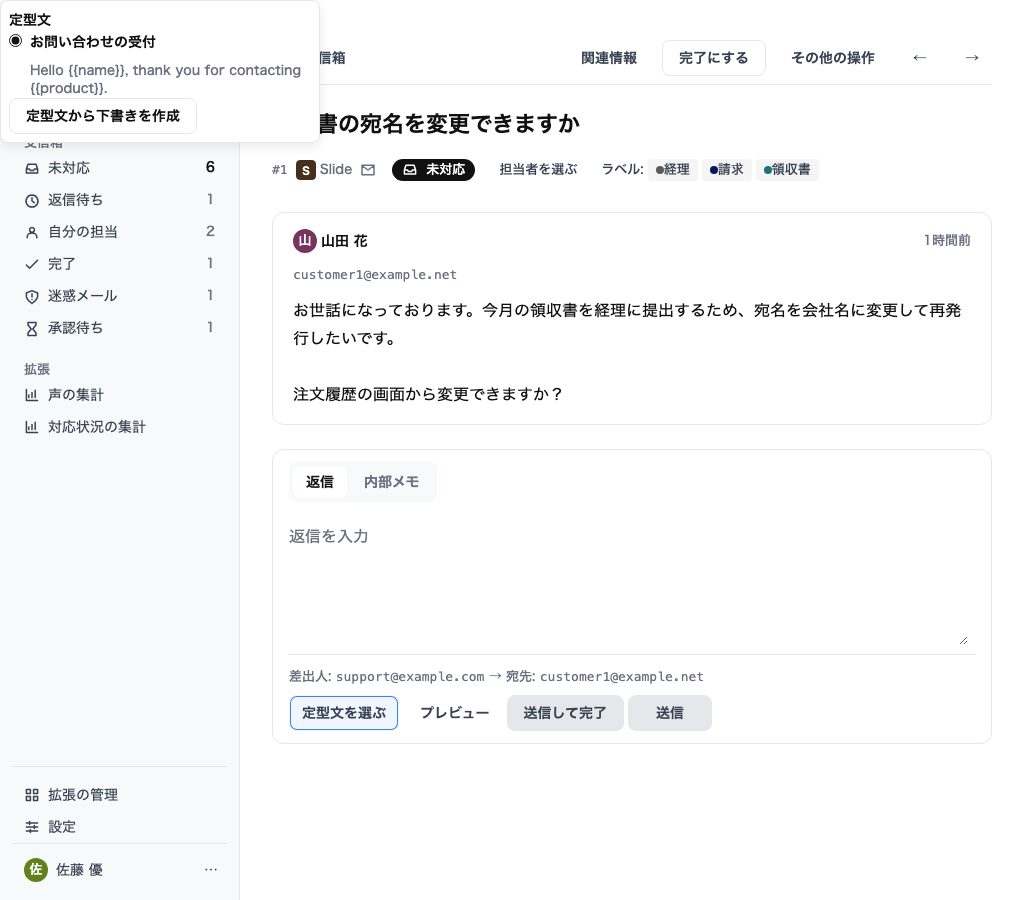 定型文
お問い合わせの受付
Hello {{name}}, thank you for contacting
{{product}}.
定型文から下書きを作成
信箱
関連情報
完了にする
その他の操作
←
→
書の宛名を変更できますか
#1
S
Slide
未対応
担当者を選ぶ
ラベル:
経理
請求
領収書
受信箱
未対応 6
返信待ち 1
自分の担当 2
完了 1
迷惑メール 1
承認待ち 1
拡張
声の集計
対応状況の集計
山 山田 花
1時間前
customer1@example.net
お世話になっております。今月の領収書を経理に提出するため、宛名を会社名に変更して再発
行したいです。
注文履歴の画面から変更できますか？
返信
内部メモ
返信を入力
差出人: support@example.com → 宛先: customer1@example.net
定型文を選ぶ
プレビュー
送信して完了
送信
拡張の管理
設定
佐 佐藤 優
…